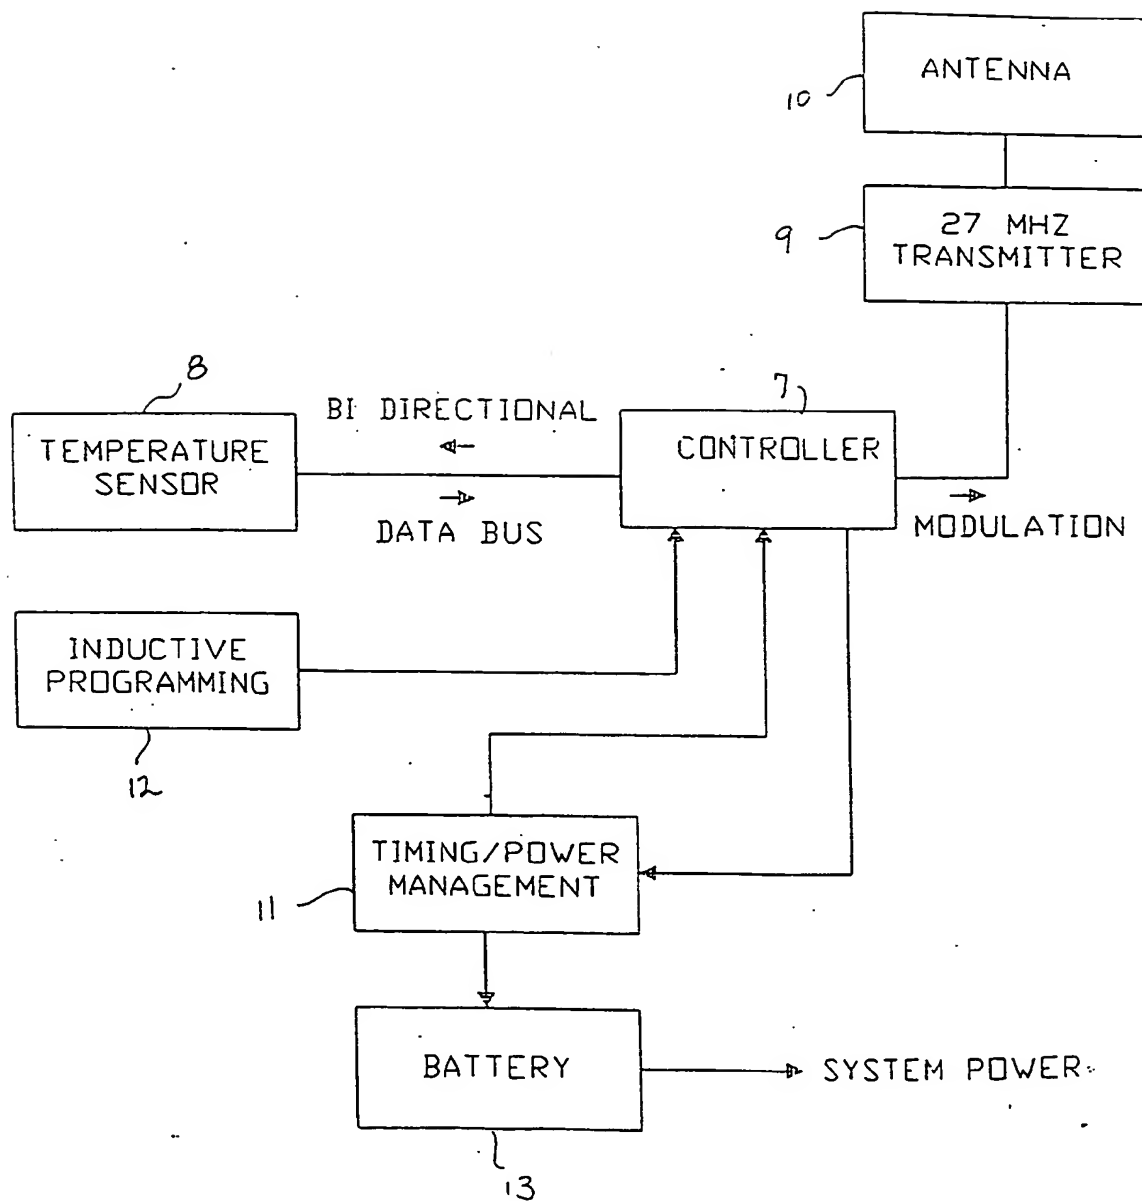 ANTENNA
10
27 MHZ
TRANSMITTER
9
8
7
BI DIRECTIONAL
TEMPERATURE
SENSOR
CONTROLLER
DATA BUS
MODULATION
INDUCTIVE
PROGRAMMING
12
TIMING/POWER
MANAGEMENT
11
BATTERY
SYSTEM POWER
13